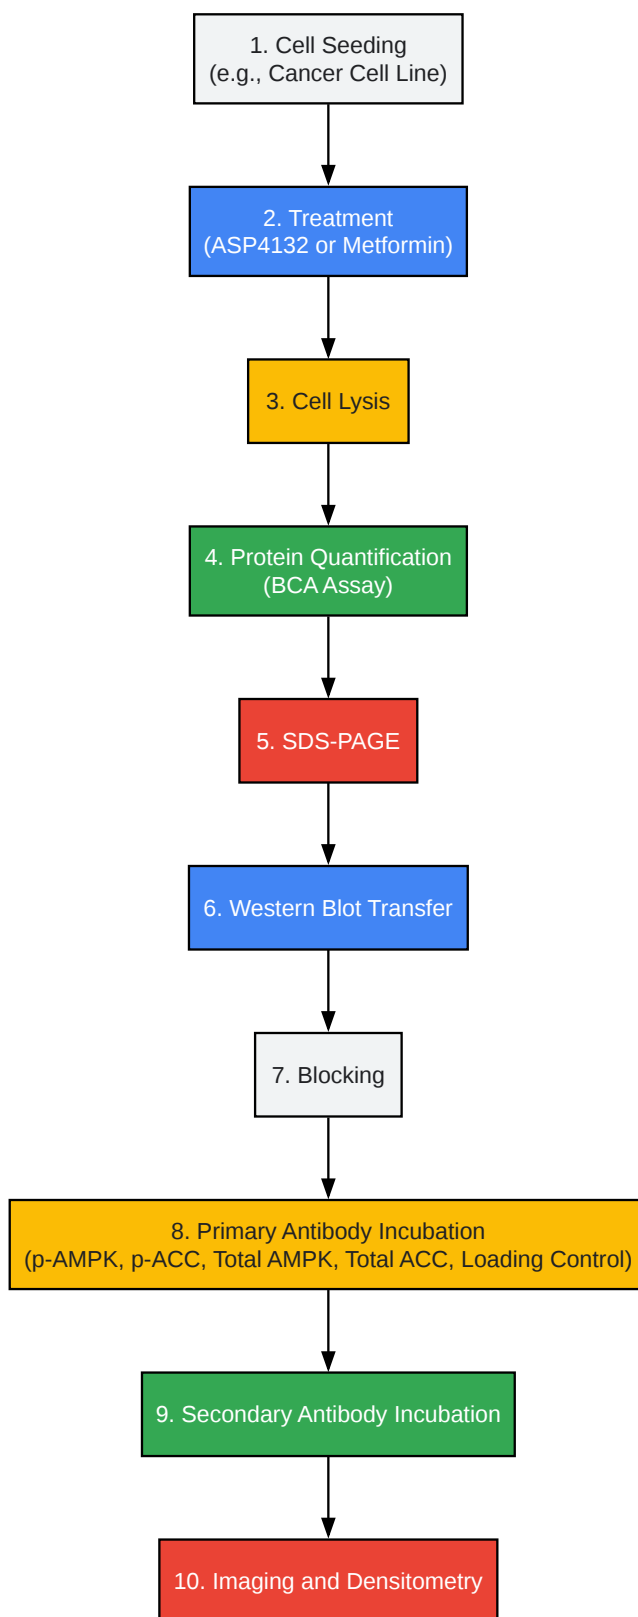 1. Cell Seeding
(e.g., Cancer Cell Line)
2. Treatment
(ASP4132 or Metformin)
3. Cell Lysis
4. Protein Quantification
(BCA Assay)
5. SDS-PAGE
6. Western Blot Transfer
7. Blocking
8. Primary Antibody Incubation
(p-AMPK, p-ACC, Total AMPK, Total ACC, Loading Control)
9. Secondary Antibody Incubation
10. Imaging and Densitometry